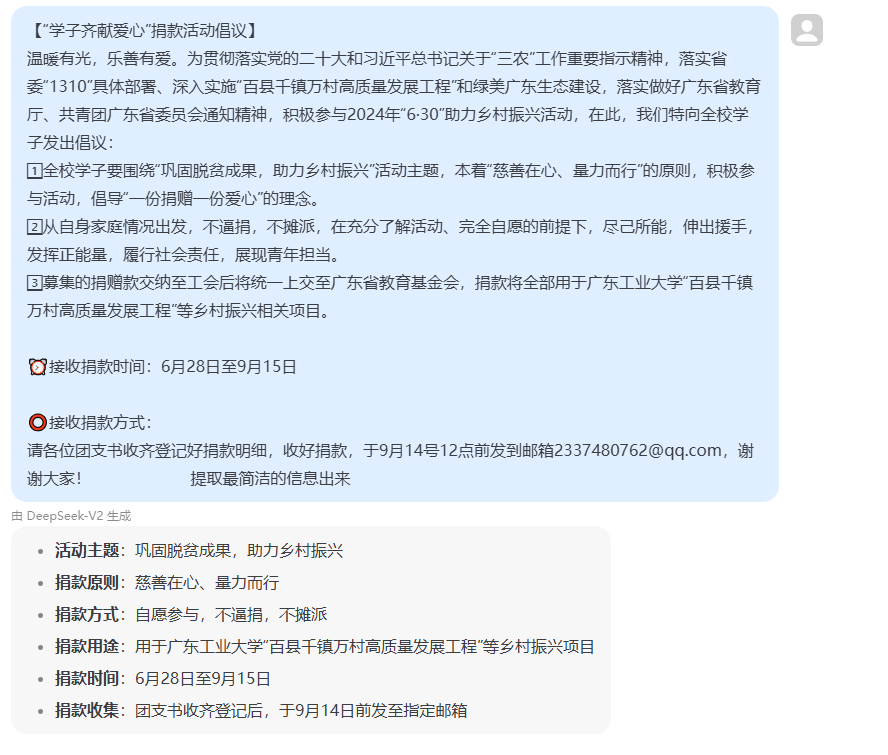 【“学子齐献爱心”捐款活动倡议】
温暖有光，乐善有爱。为贯彻落实党的二十大和习近平总书记关于“三农”工作重要指示精神，落实省
委“1310”具体部署、深入实施“百县千镇万村高质量发展工程”和绿美广东生态建设，落实做好广东省教育
厅、共青团广东省委员会通知精神，积极参与2024年“6·30”助力乡村振兴活动，在此，我们特向全校学
子发出倡议：
1️⃣全校学子要围绕“巩固脱贫成果，助力乡村振兴”活动主题，本着“慈善在心、量力而行”的原则，积极参
与活动，倡导“一份捐赠一份爱心”的理念。
2️⃣从自身家庭情况出发，不逼捐，不摊派，在充分了解活动、完全自愿的前提下，尽己所能，伸出援手，
发挥正能量，履行社会责任，展现青年担当。
3️⃣募集的捐赠款交纳至工会后将统一上交至广东省教育基金会，捐款将全部用于广东工业大学“百县千镇
万村高质量发展工程”等乡村振兴相关项目。
⏰接收捐款时间：6月28日至9月15日
⭕接收捐款方式：
请各位团支书收齐登记好捐款明细，收好捐款，于9月14号12点前发到邮箱2337480762@qq.com，谢
谢大家！ 提取最简洁的信息出来
由 DeepSeek-V2 生成
• 活动主题：巩固脱贫成果，助力乡村振兴
• 捐款原则：慈善在心、量力而行
• 捐款方式：自愿参与，不逼捐，不摊派
• 捐款用途：用于广东工业大学“百县千镇万村高质量发展工程”等乡村振兴项目
• 捐款时间：6月28日至9月15日
• 捐款收集：团支书收齐登记后，于9月14日前发至指定邮箱